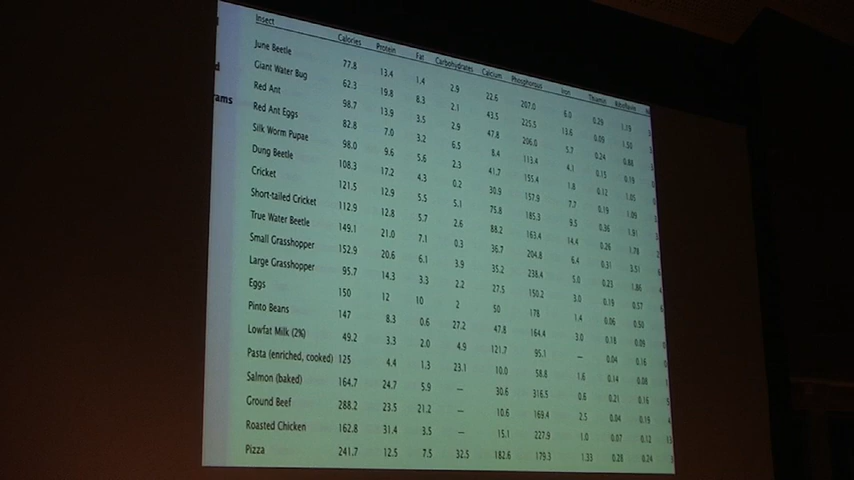 Insect Calories Protein Fat Carbohydrates Calcium Phosphorous Iron Thiamin Riboflavin
June Beetle 77.8 13.4 1.4 2.9 22.6 207.0 6.0 0.29 1.19
Giant Water Bug 62.3 19.8 8.3 2.1 43.5 225.5 13.6 0.09 1.50
Red Ant 98.7 13.9 3.5 2.9 47.8 206.0 5.7 0.24 0.88
Red Ant Eggs 82.8 7.0 3.2 6.5 8.4 113.4 4.1 0.15 0.19
Silk Worm Pupae 98.0 9.6 5.6 2.3 41.7 155.4 1.8 0.12 1.05
Dung Beetle 108.3 17.2 4.3 0.2 30.9 157.9 7.7 0.19 1.09
Cricket 121.5 12.9 5.5 5.1 75.8 185.3 9.5 0.36 1.91
Short-tailed Cricket 112.9 12.8 5.7 2.6 88.2 163.4 14.4 0.26 1.78
True Water Beetle 149.1 21.0 7.1 0.3 36.7 204.8 6.4 0.31 3.51
Small Grasshopper 152.9 20.6 6.1 3.9 35.2 238.4 5.0 0.23 1.86
Large Grasshopper 95.7 14.3 3.3 2.2 27.5 150.2 3.0 0.19 0.57
Eggs 150 12 10 2 50 178 1.4 0.06 0.50
Pinto Beans 147 8.3 0.6 27.2 47.8 164.4 3.0 0.18 0.09
Lowfat Milk (2%) 49.2 3.3 2.0 4.9 121.7 95.1 — 0.04 0.16
Pasta (enriched, cooked) 125 4.4 1.3 23.1 10.0 58.8 1.6 0.14 0.08
Salmon (baked) 164.7 24.7 5.9 — 30.6 316.5 0.6 0.21 0.16
Ground Beef 288.2 23.5 21.2 — 10.6 169.4 2.5 0.04 0.19
Roasted Chicken 162.8 31.4 3.5 — 15.1 227.9 1.0 0.07 0.12
Pizza 241.7 12.5 7.5 32.5 182.6 179.3 1.33 0.28 0.24